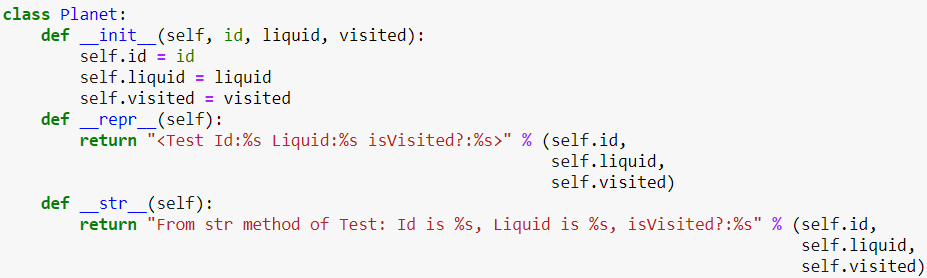 class Planet:
    def __init__(self, id, liquid, visited):
        self.id = id
        self.liquid = liquid
        self.visited = visited
    def __repr__(self):
        return "<Test Id:%s Liquid:%s isVisited?:%s>" % (self.id,
                                                         self.liquid,
                                                         self.visited)
    def __str__(self):
        return "From str method of Test: Id is %s, Liquid is %s, isVisited?:%s" % (self.id,
                                                                                   self.liquid,
                                                                                   self.visited)